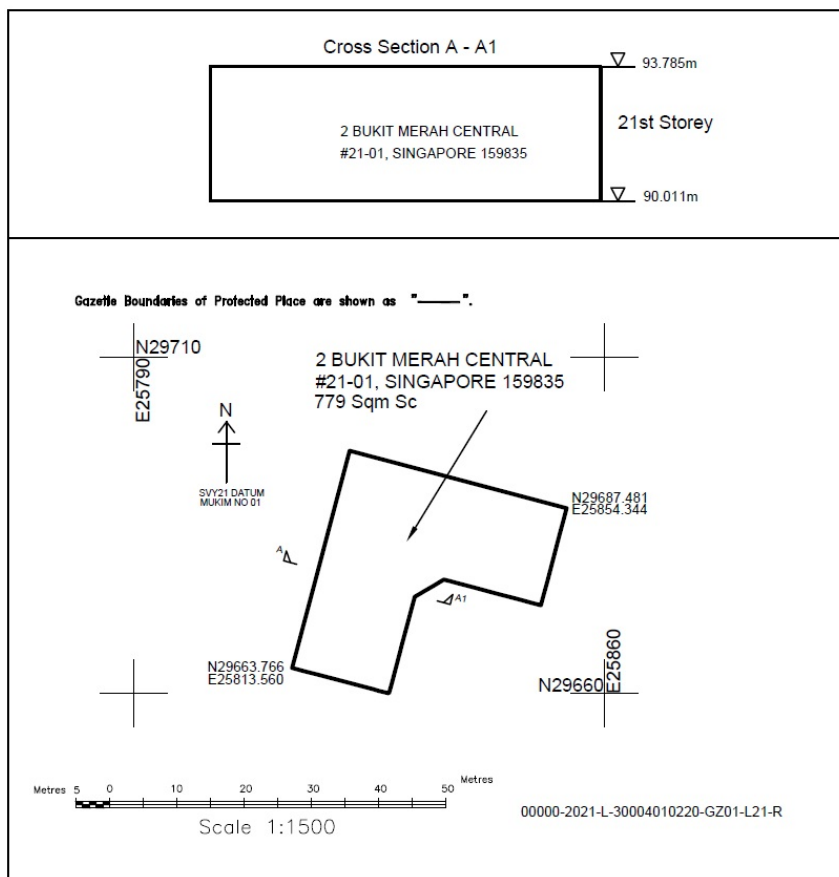 Cross Section A - A1
93.785m
2 BUKIT MERAH CENTRAL
#21-01, SINGAPORE 159835
21st Storey
90.011m
Gazette Boundaries of Protected Place are shown as "———".
N29710
E25790
2 BUKIT MERAH CENTRAL
#21-01, SINGAPORE 159835
779 Sqm Sc
N
SVY21 DATUM
MUKIM NO 01
N29687.481
E25854.344
A
A1
N29663.766
E25813.560
N29660
E25860
Metres 5 0 10 20 30 40 50 Metres
Scale 1:1500
00000-2021-L-30004010220-GZ01-L21-R